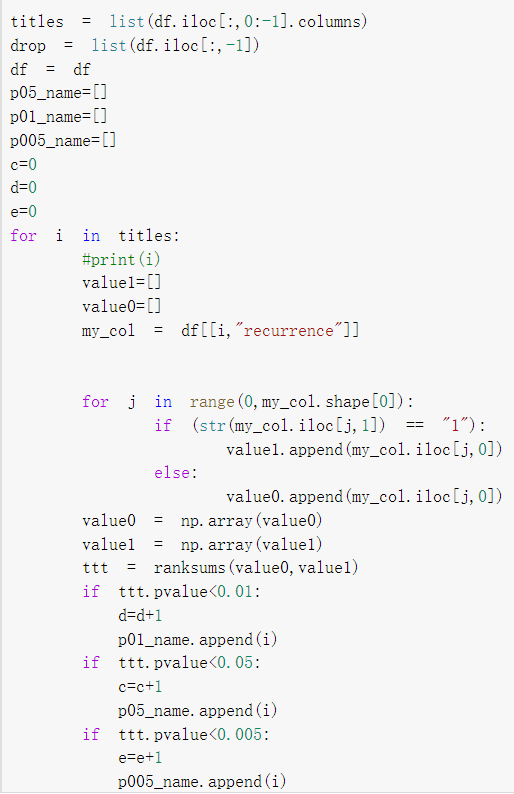 titles = list(df.iloc[:,0:-1].columns)
drop = list(df.iloc[:,-1])
df = df
p05_name=[]
p01_name=[]
p005_name=[]
c=0
d=0
e=0
for i in titles:
#print(i)
value1=[]
value0=[]
my_col = df[[i,"recurrence"]]
for j in range(0,my_col.shape[0]):
if (str(my_col.iloc[j,1]) == "1"):
value1.append(my_col.iloc[j,0])
else:
value0.append(my_col.iloc[j,0])
value0 = np.array(value0)
value1 = np.array(value1)
ttt = ranksums(value0,value1)
if ttt.pvalue<0.01:
d=d+1
p01_name.append(i)
if ttt.pvalue<0.05:
c=c+1
p05_name.append(i)
if ttt.pvalue<0.005:
e=e+1
p005_name.append(i)